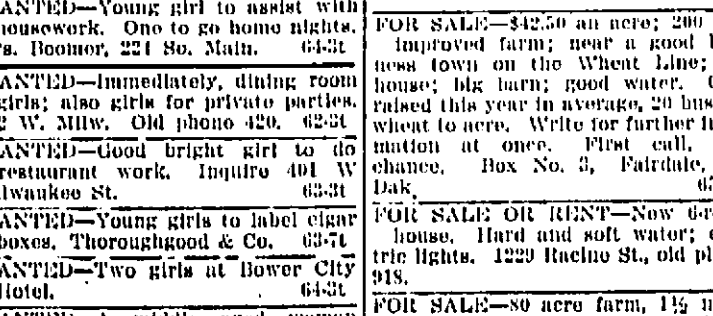 ANTED—Young girl to assist with
housework. One to go home nights.
rs. Boomor, 221 So. Main. 64-3t
ANTED—Immediately, dining room
girls; also girls for private parties.
2 W. Milw. Old phone 420. 62-3t
ANTED—Good bright girl to do
restaurant work. Inquire 401 W
ilwaukee St. 63-3t
ANTED—Young girls to label cigar
boxes. Thoroughgood & Co. 63-7t
ANTED—Two girls at Bower City
Hotel. 64-3t
FOR SALE—$42.50 an acre; 200
improved farm; near a good
ness town on the Wheat Line;
house; big barn; good water.
raised this year in average, 20 bus
wheat to acre. Write for further in
mation at once. First call,
chance. Box No. 3, Fairdale,
Dak.
FOR SALE OR RENT—New 6-r
house. Hard and soft water; e
tric lights. 1229 Racine St., old pl
918.
FOR SALE—80 acre farm, 1½ m